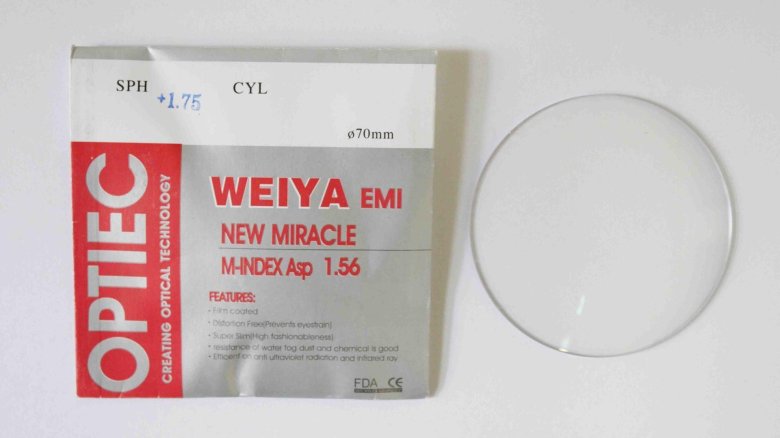 SPH +1.75 CYL
ø70mm
OPTIEC
CREATING OPTICAL TECHNOLOGY
WEIYA EMI
NEW MIRACLE
M-INDEX Asp 1.56
FEATURES:
· Film coated
· Distortion Free(Prevents eyestrain)
· Super Slim(High fashionableness)
· resistance of water fog dust and chemical is good
· Efficent on anti ultraviolet radiation and infrared ray
FDA CE